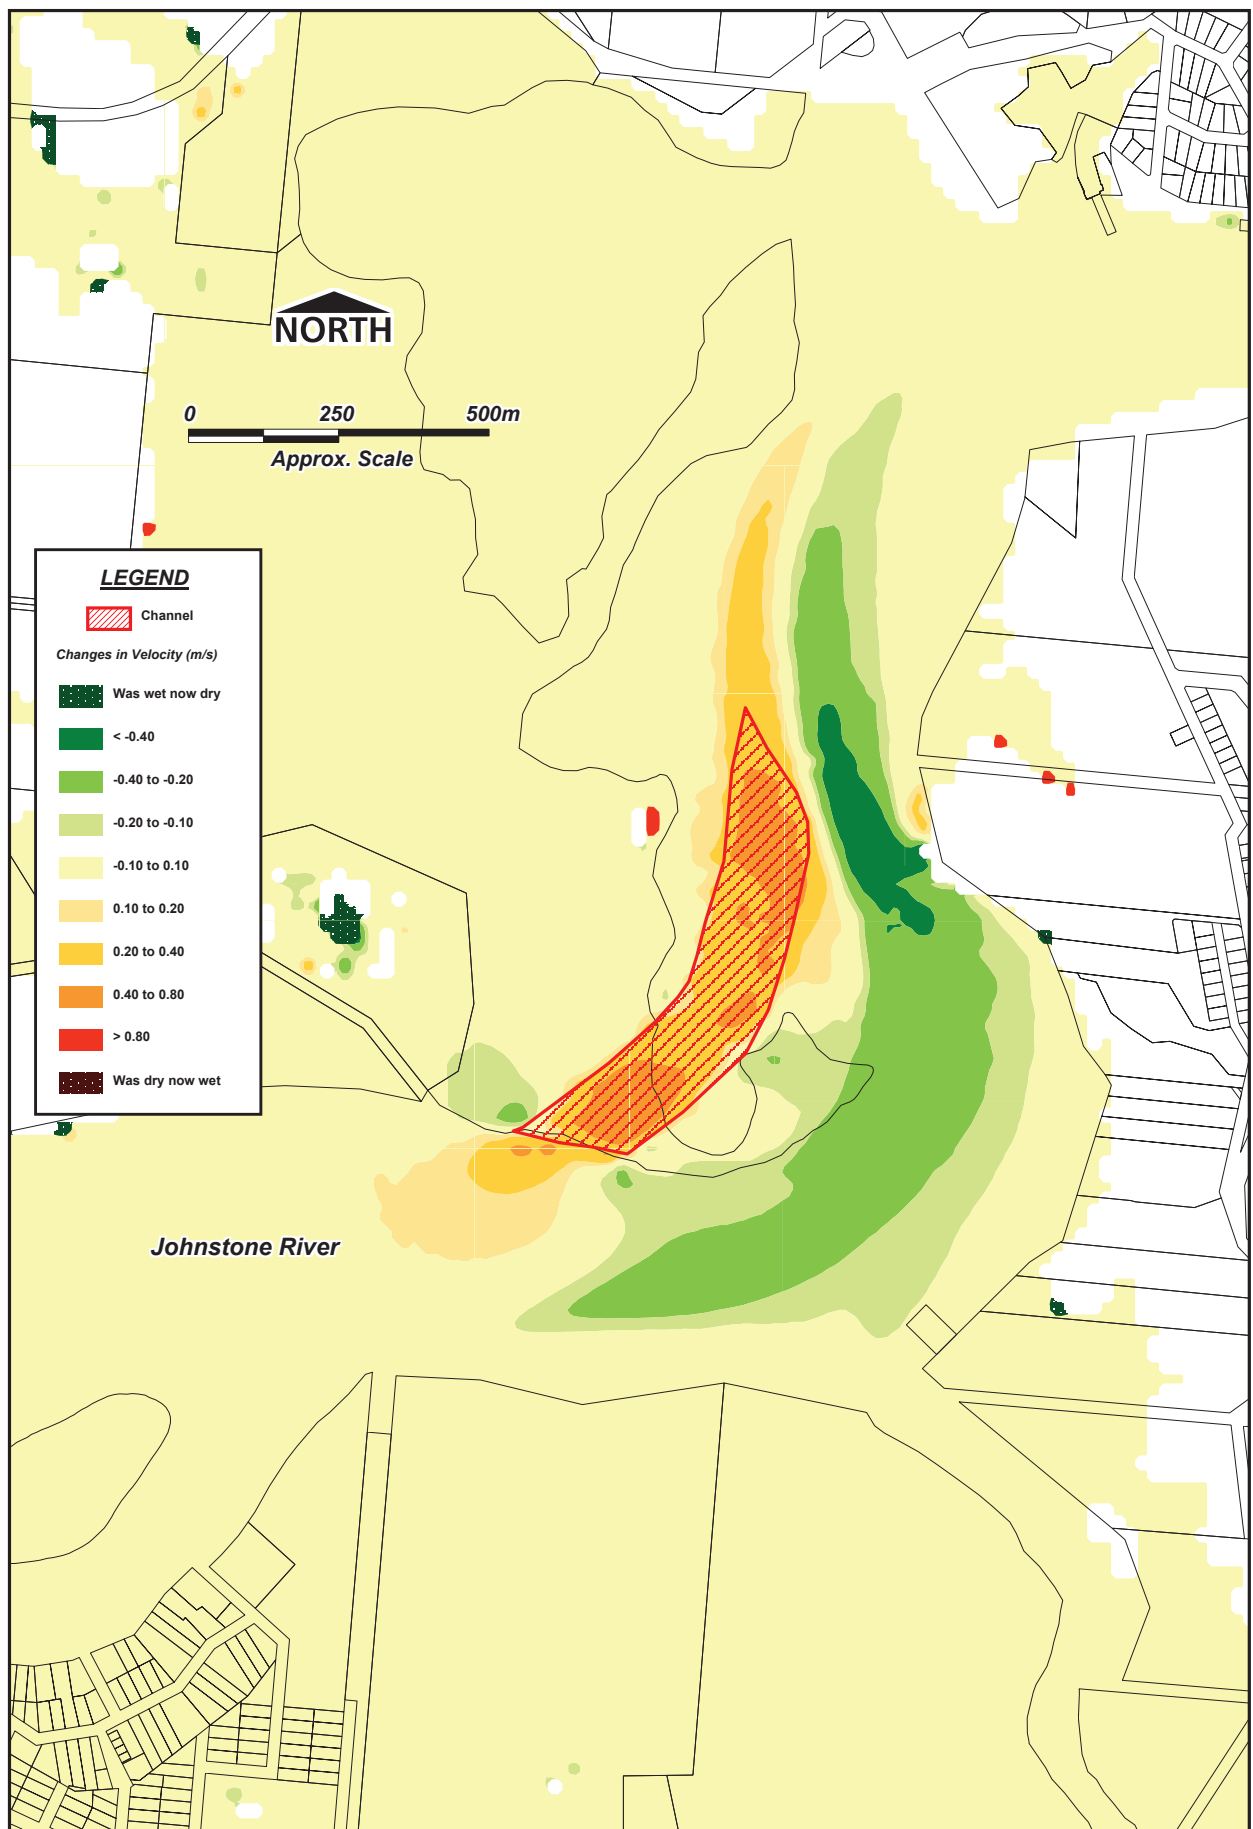 NORTH
0 250 500m
Approx. Scale
LEGEND
Channel
Changes in Velocity (m/s)
Was wet now dry
< -0.40
-0.40 to -0.20
-0.20 to -0.10
-0.10 to 0.10
0.10 to 0.20
0.20 to 0.40
0.40 to 0.80
> 0.80
Was dry now wet
Johnstone River